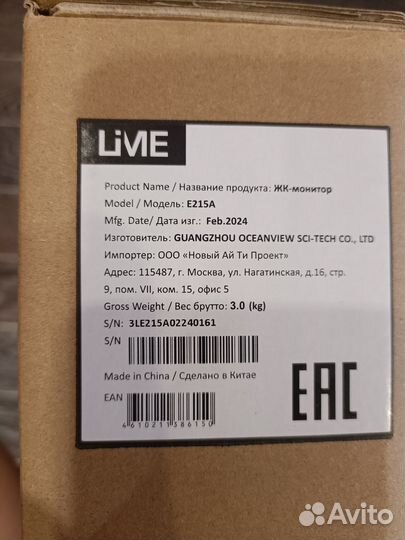 LiME
Product Name / Название продукта: ЖК-монитор
Model / Модель: E215A
Mfg. Date/ Дата изг.: Feb.2024
Изготовитель: GUANGZHOU OCEANVIEW SCI-TECH CO., LTD
Импортер: ООО «Новый Ай Ти Проект»
Адрес: 115487, г. Москва, ул. Нагатинская, д.16, стр.
9, пом. VII, ком. 15, офис 5
Gross Weight / Вес брутто: 3.0 (kg)
S/N: 3LE215A02240161
S/N
Made in China / Сделано в Китае
EAN
4610211386150
EAC
Avito